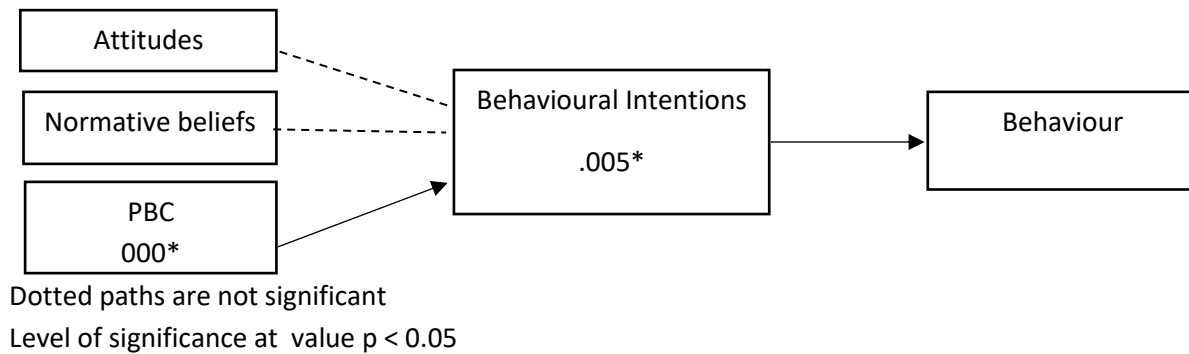 Attitudes
Normative beliefs
PBC
000*
Behavioural Intentions
.005*
Behaviour
Dotted paths are not significant
Level of significance at  value p < 0.05